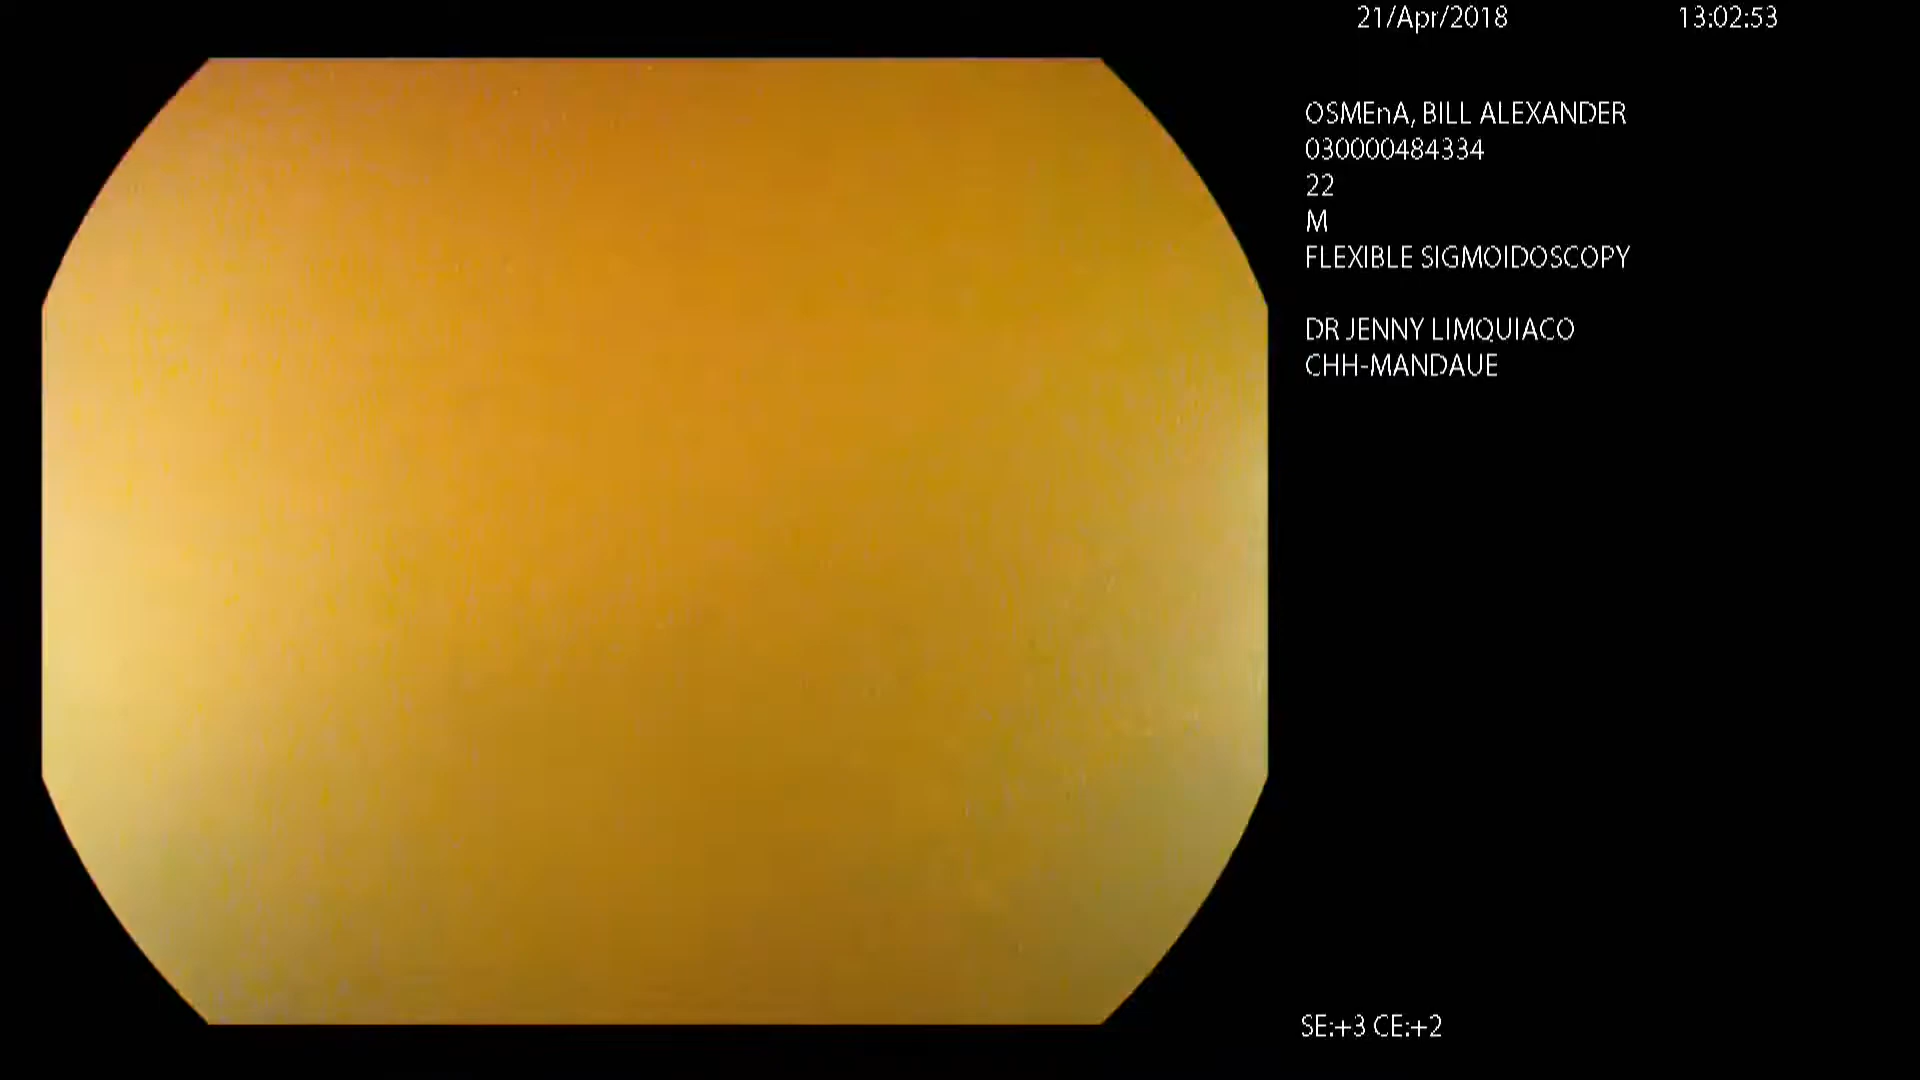 21/Apr/2018 13:02:53
OSMEnA, BILL ALEXANDER
030000484334
22
M
FLEXIBLE SIGMOIDOSCOPY
DR JENNY LIMQUIACO
CHH-MANDAUE
SE:+3 CE:+2